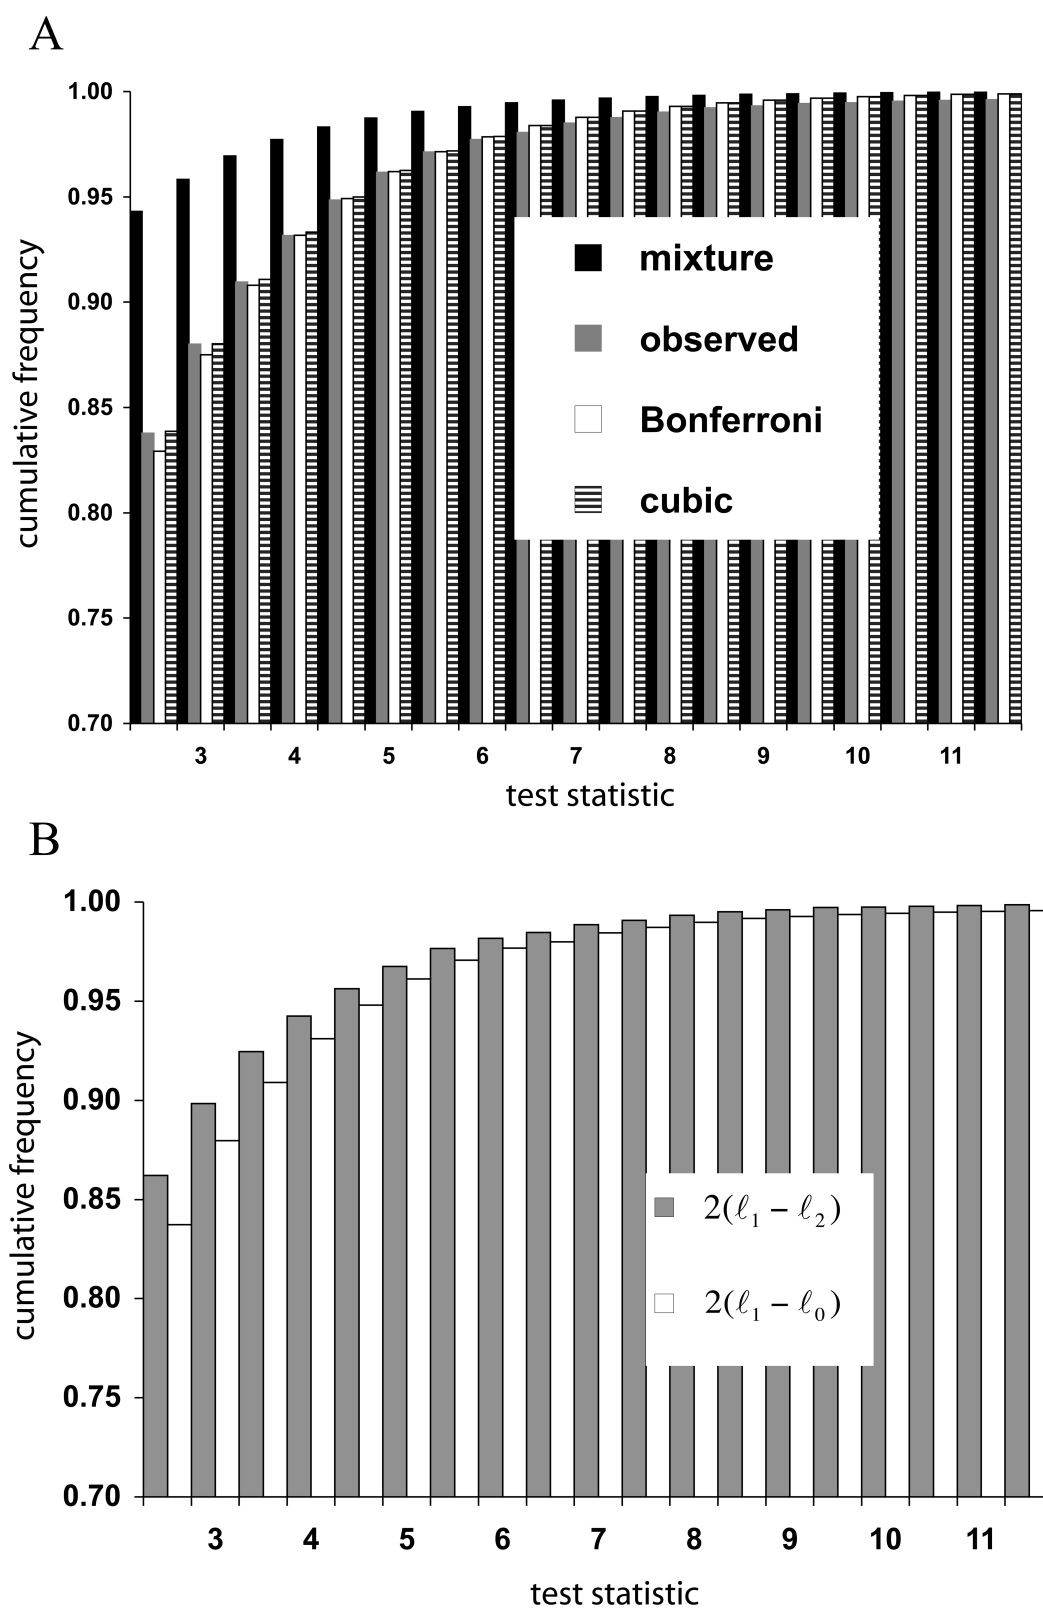 A
1.00
0.95
0.90
0.85
0.80
0.75
0.70
cumulative frequency
mixture
observed
Bonferroni
cubic
3 4 5 6 7 8 9 10 11
test statistic
B
1.00
0.95
0.90
0.85
0.80
0.75
0.70
cumulative frequency
2(ℓ₁ − ℓ₂)
2(ℓ₁ − ℓ₀)
3 4 5 6 7 8 9 10 11
test statistic